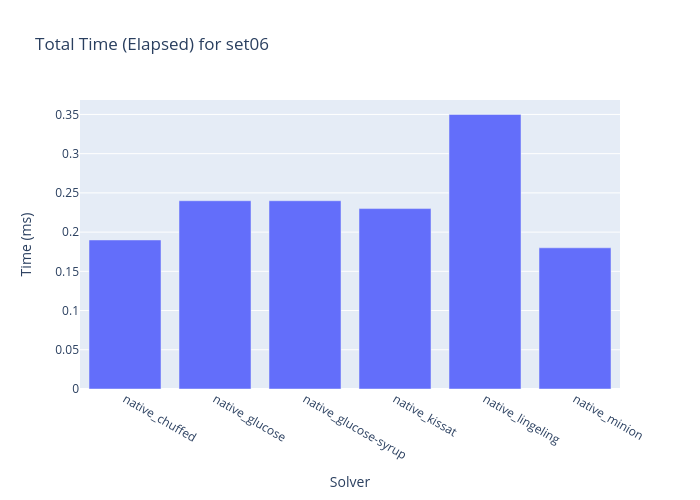 Total Time (Elapsed) for set06
Time (ms)
0.35
0.3
0.25
0.2
0.15
0.1
0.05
0
native_chuffed
native_glucose
native_glucose-syrup
native_kissat
native_lingeling
native_minion
Solver